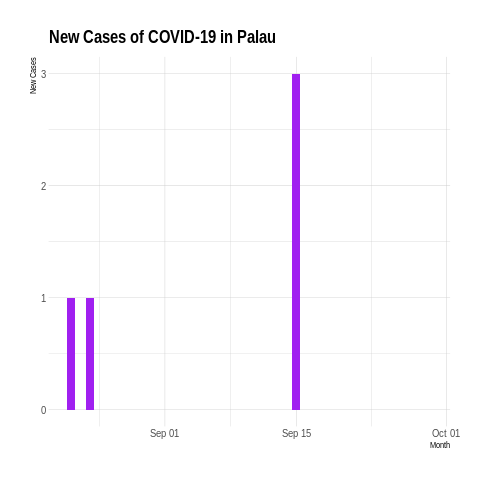 New Cases of COVID-19 in Palau
New Cases
3
2
1
0
Sep 01
Sep 15
Oct 01
Month